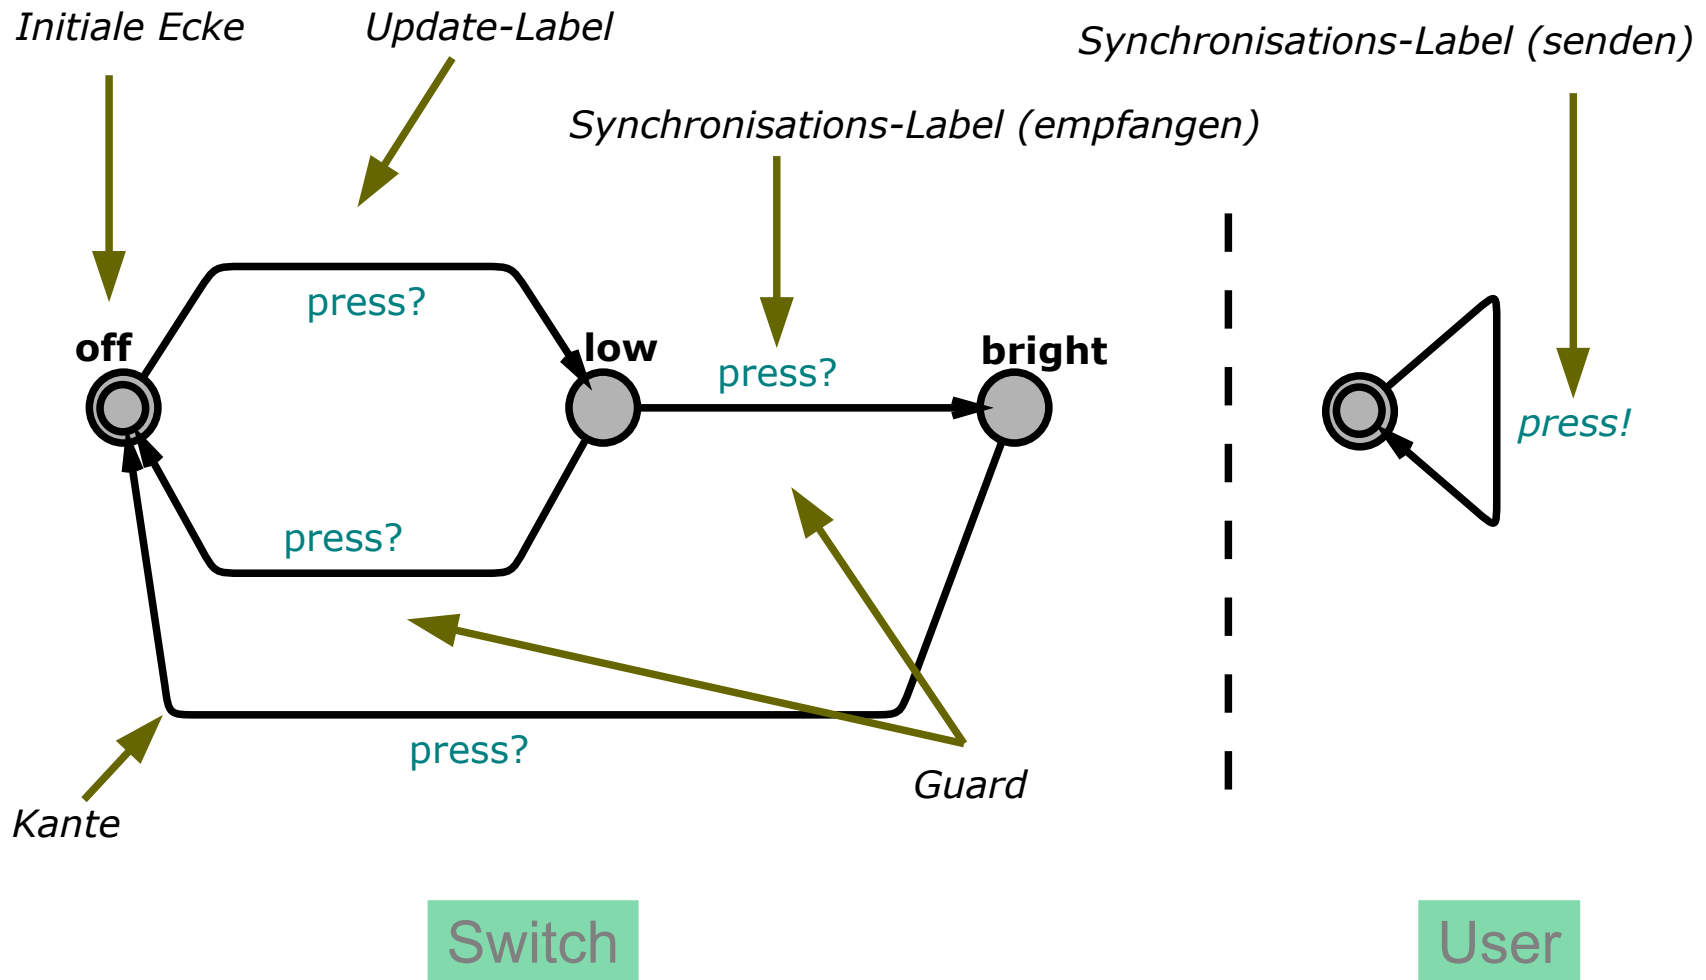 Initiale Ecke
Update-Label
Synchronisations-Label (senden)
Synchronisations-Label (empfangen)
press?
off
low
bright
press?
press!
press?
press?
Guard
Kante
Switch
User